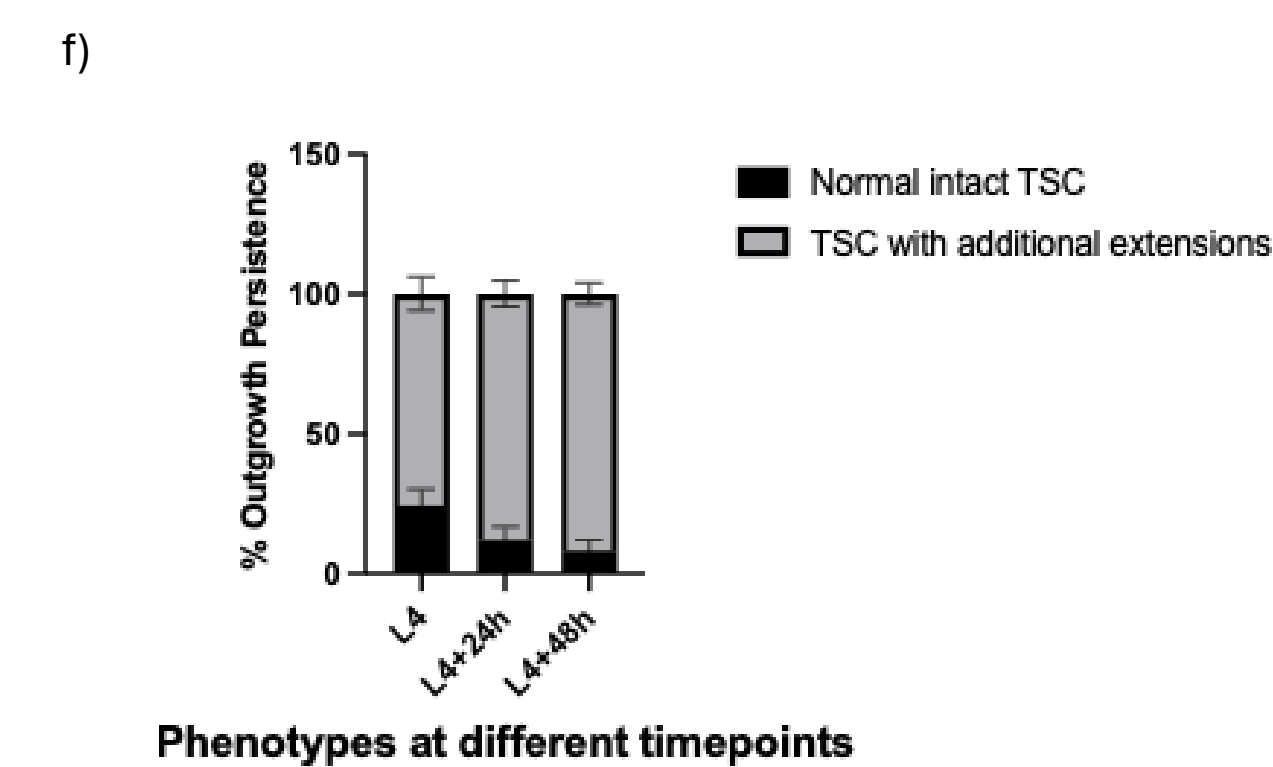 f)
% Outgrowth Persistence
150
100
50
0
L4
L4+24h
L4+48h
Phenotypes at different timepoints
Normal intact TSC
TSC with additional extensions